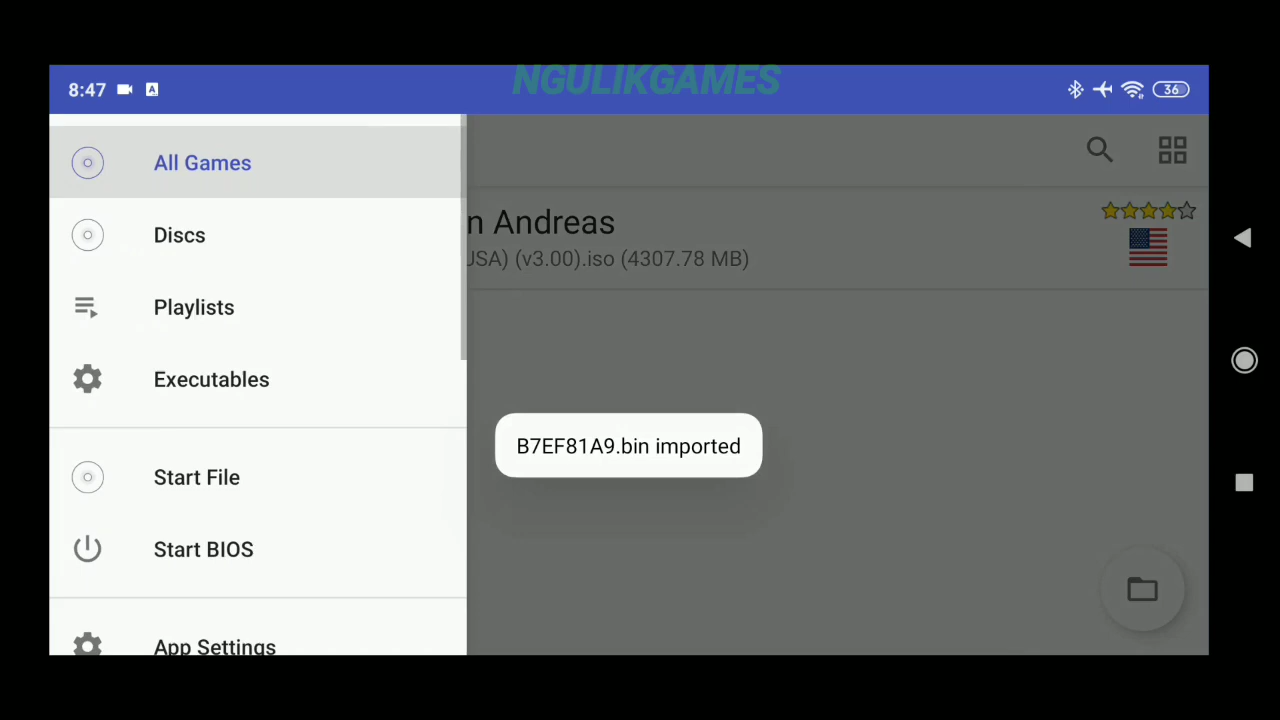 NGULIKGAMES
8:47
A
36
All Games
n Andreas
USA) (v3.00).iso (4307.78 MB)
Discs
Playlists
Executables
B7EF81A9.bin imported
Start File
Start BIOS
App Settings